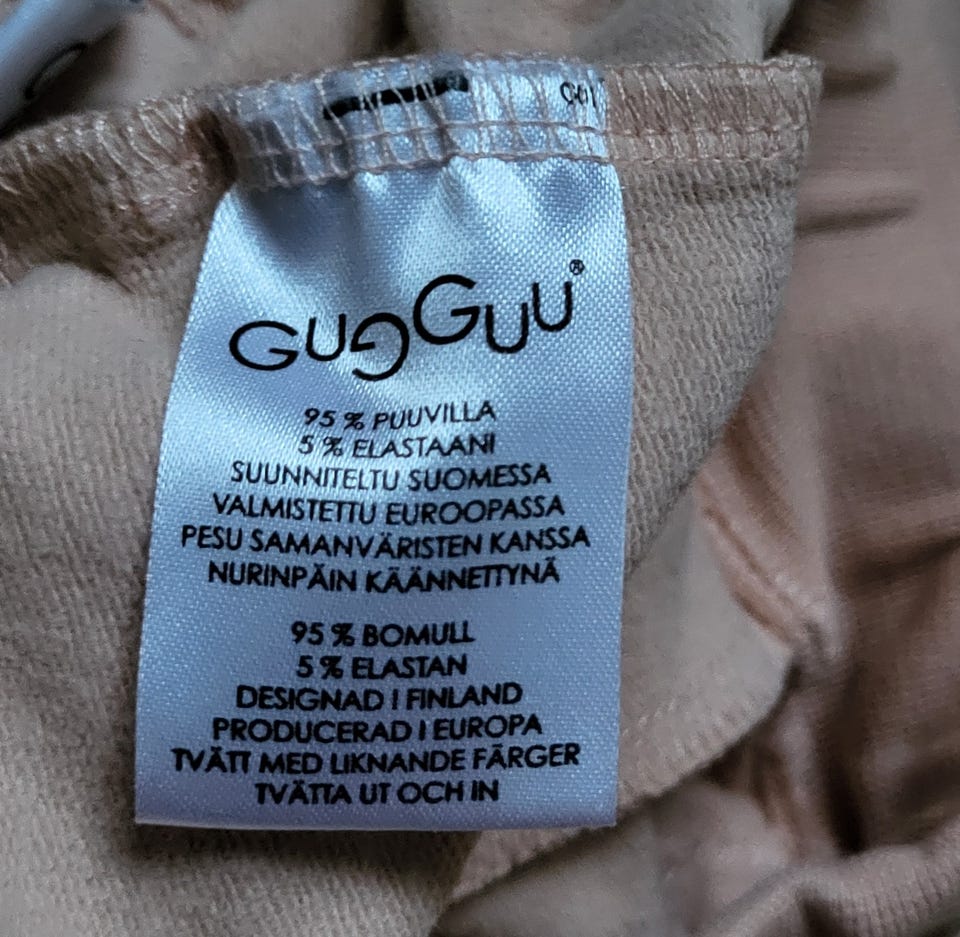 GUGGUU®
95 % PUUVILLA
5 % ELASTAANI
SUUNNITELTU SUOMESSA
VALMISTETTU EUROOPASSA
PESU SAMANVÄRISTEN KANSSA
NURINPÄIN KÄÄNNETTYNÄ
95 % BOMULL
5 % ELASTAN
DESIGNAD I FINLAND
PRODUCERAD I EUROPA
TVÄTT MED LIKNANDE FÄRGER
TVÄTTA UT OCH IN